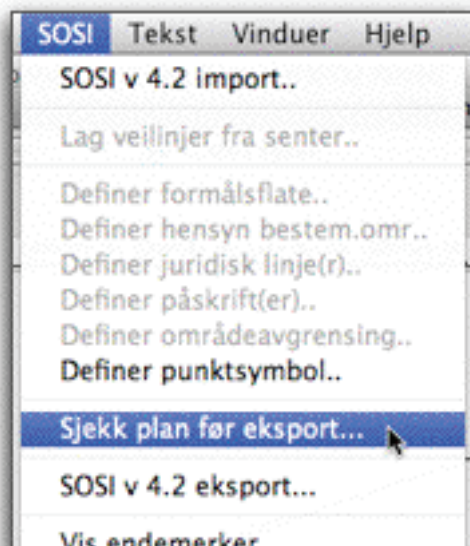 SOSI Tekst Vinduer Hjelp
SOSI v 4.2 import..
Lag veilinjer fra senter..
Definer formålsflate..
Definer hensyn bestem.omr..
Definer juridisk linje(r)..
Definer påskrift(er)..
Definer områdeavgrensing..
Definer punktsymbol..
Sjekk plan før eksport...
SOSI v 4.2 eksport...
Vis endemerker